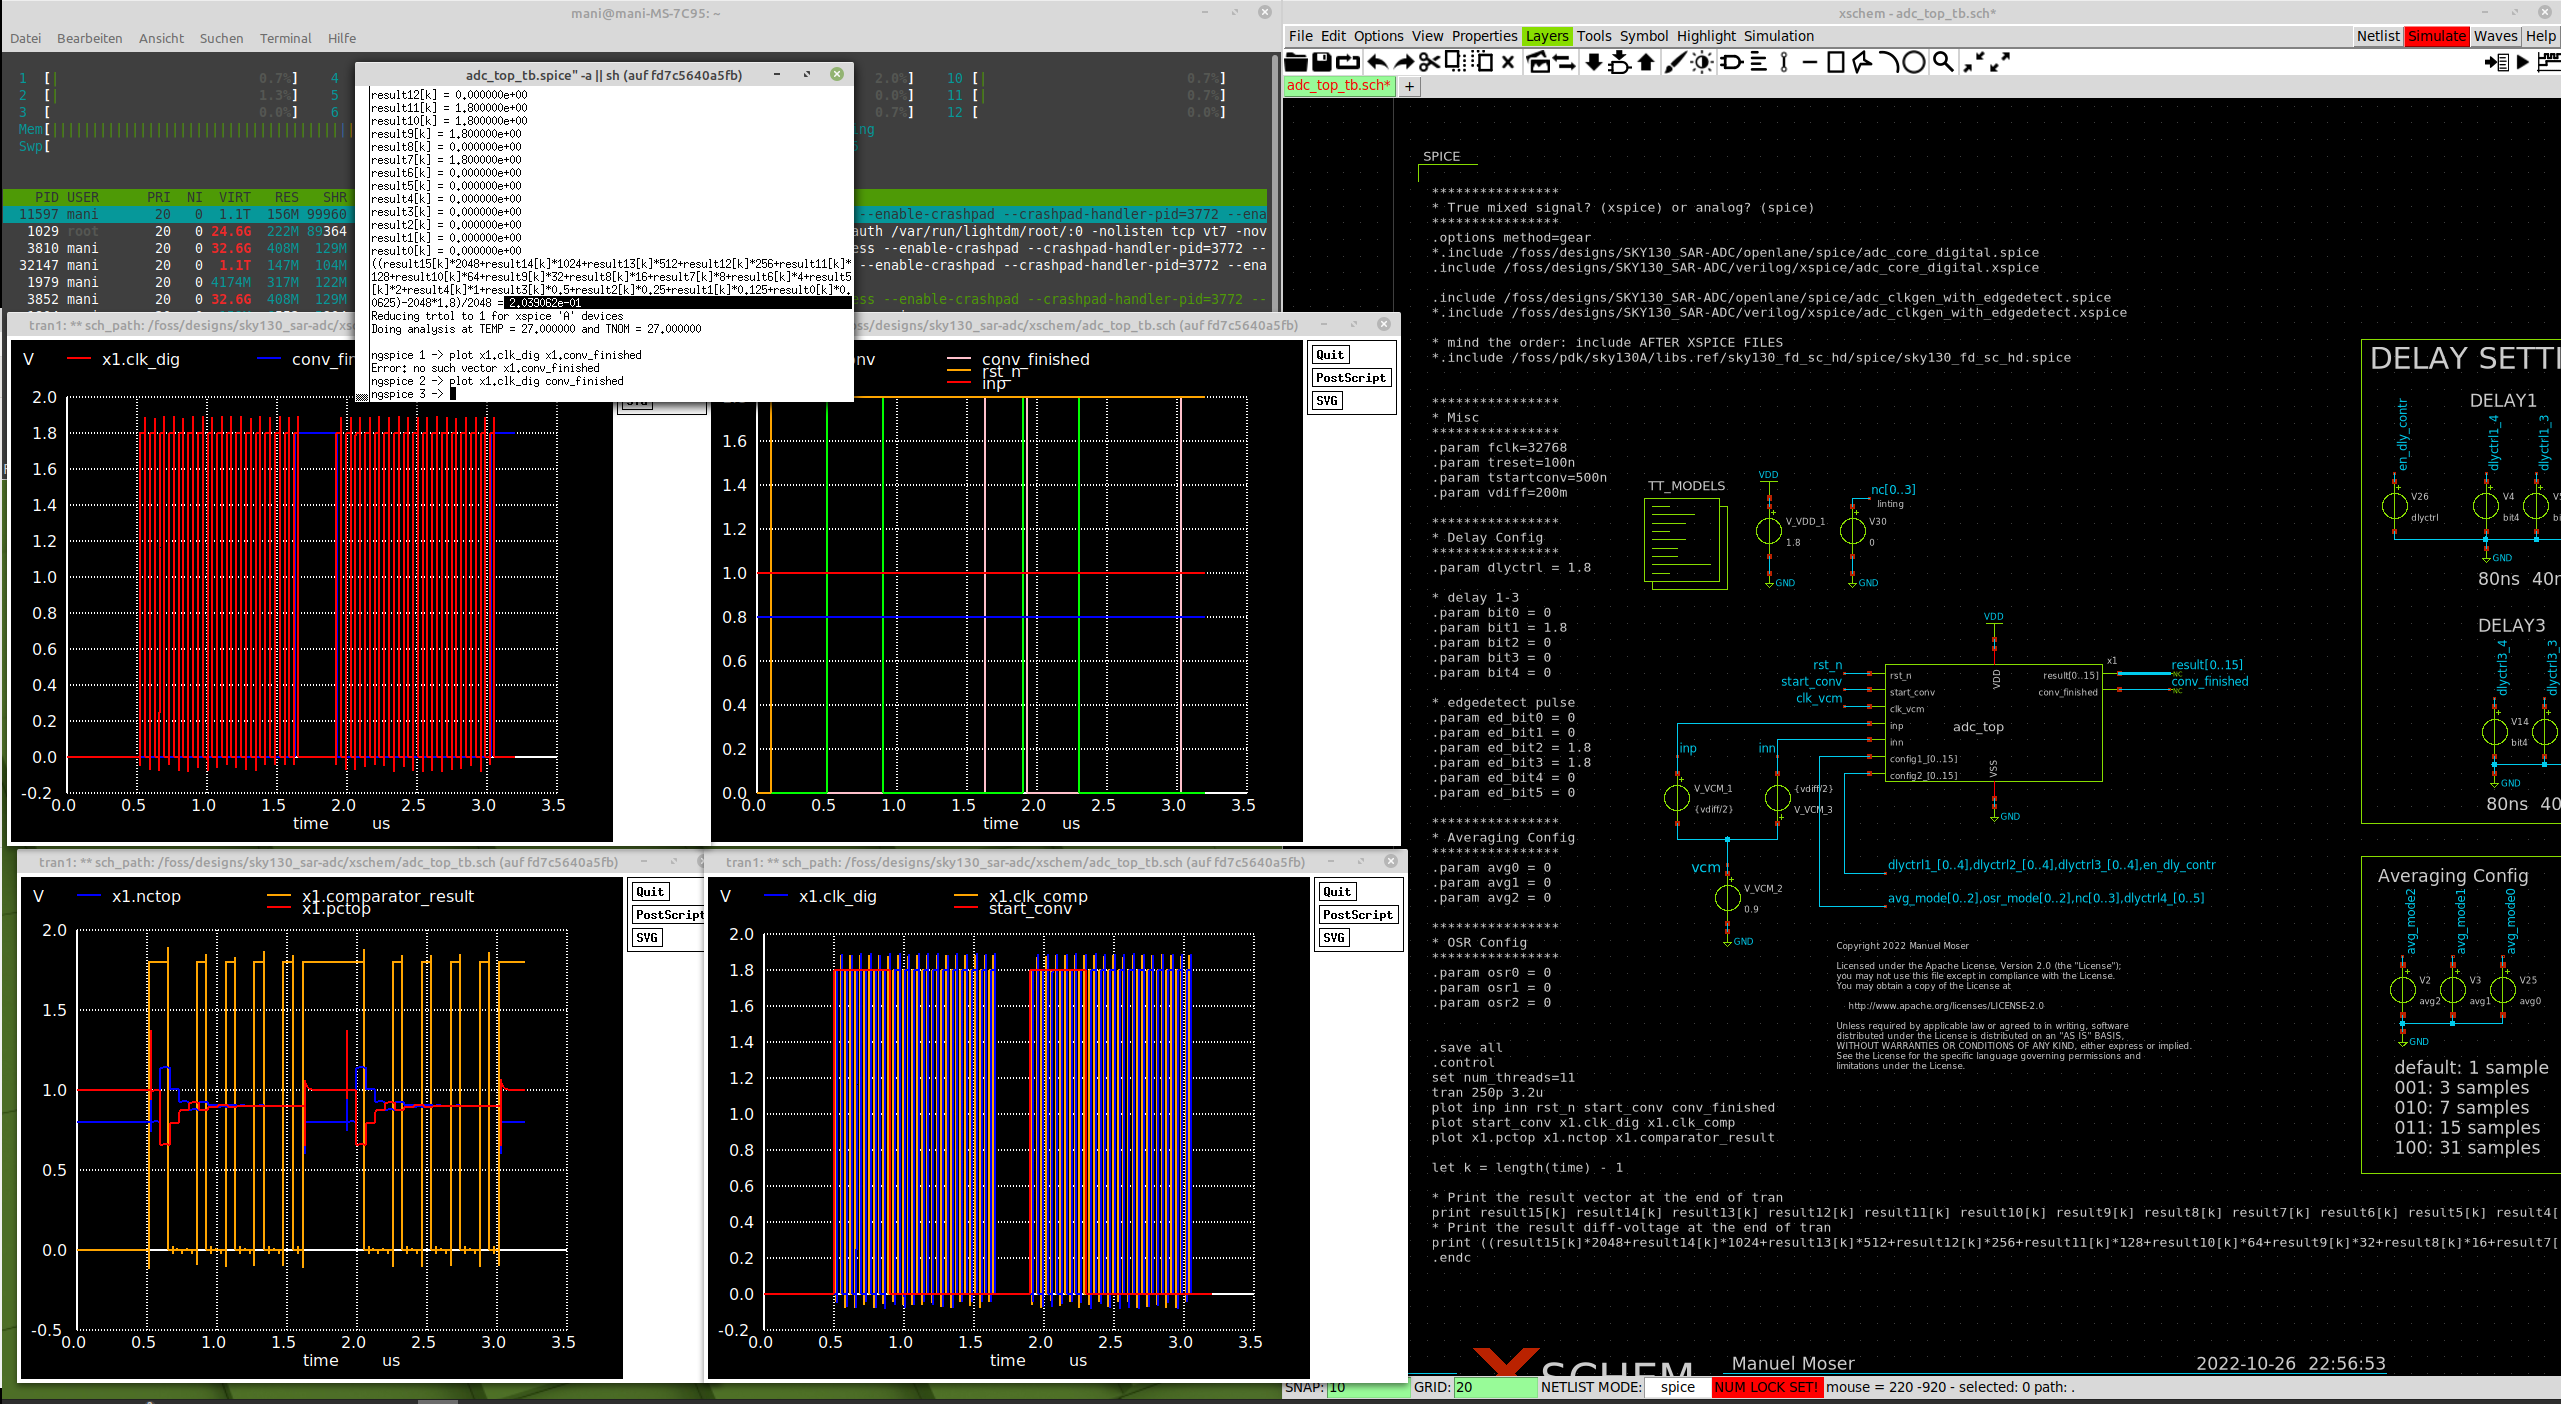 mani@mani-MS-7C95: ~
Datei Bearbeiten Ansicht Suchen Terminal Hilfe
1 [| 0.7%] 4
2 [| 1.3%] 5
3 [ 0.0%] 6
2.0%] 10 [| 0.7%]
0.0%] 11 [| 0.7%]
0.7%] 12 [ 0.0%]
Mem[
Swp[
PID USER PRI NI VIRT RES SHR
11597 mani 20 0 1.1T 156M 99960
--enable-crashpad --crashpad-handler-pid=3772 --ena
1029 root 20 0 24.6G 222M 89364
auth /var/run/lightdm/root/:0 -nolisten tcp vt7 -nov
3810 mani 20 0 32.6G 408M 129M
ess --enable-crashpad --crashpad-handler-pid=3772 --
32147 mani 20 0 1.1T 147M 104M
--enable-crashpad --crashpad-handler-pid=3772 --ena
1979 mani 20 0 4174M 317M 122M
3852 mani 20 0 32.6G 408M 129M
ess --enable-crashpad --crashpad-handler-pid=3772 --
adc_top_tb.spice" -a || sh (auf fd7c5640a5fb)
result12[k] = 0.000000e+00
result11[k] = 1.800000e+00
result10[k] = 1.800000e+00
result9[k] = 1.800000e+00
result8[k] = 0.000000e+00
result7[k] = 1.800000e+00
result6[k] = 0.000000e+00
result5[k] = 0.000000e+00
result4[k] = 0.000000e+00
result3[k] = 0.000000e+00
result2[k] = 0.000000e+00
result1[k] = 0.000000e+00
result0[k] = 0.000000e+00
((result15[k]*2048+result14[k]*1024+result13[k]*512+result12[k]*256+result11[k]*
128+result10[k]*64+result9[k]*32+result8[k]*16+result7[k]*8+result6[k]*4+result5
[k]*2+result4[k]*1+result3[k]*0.5+result2[k]*0.25+result1[k]*0.125+result0[k]*0.
0625)-2048*1.8)/2048 = 2.039062e-01
Reducing trtol to 1 for xspice 'A' devices
Doing analysis at TEMP = 27.000000 and TNOM = 27.000000
ngspice 1 -> plot x1.clk_dig x1.conv_finished
Error: no such vector x1.conv_finished
ngspice 2 -> plot x1.clk_dig conv_finished
ngspice 3 ->
tran1: ** sch_path: /foss/designs/sky130_sar-adc/xs
V x1.clk_dig conv_fin
2.0
1.8
1.6
1.4
1.2
1.0
0.8
0.6
0.4
0.2
0.0
-0.2
0.0 0.5 1.0 1.5 2.0 2.5 3.0 3.5
time us
SVG
foss/designs/sky130_sar-adc/xschem/adc_top_tb.sch (auf fd7c5640a5fb)
nv conv_finished
rst_n
inp
1.6
1.4
1.2
1.0
0.8
0.6
0.4
0.2
0.0
0.0 0.5 1.0 1.5 2.0 2.5 3.0 3.5
time us
Quit
PostScript
SVG
tran1: ** sch_path: /foss/designs/sky130_sar-adc/xschem/adc_top_tb.sch (auf fd7c5640a5fb)
V x1.nctop x1.comparator_result
x1.pctop
2.0
1.5
1.0
0.5
0.0
-0.5
0.0 0.5 1.0 1.5 2.0 2.5 3.0 3.5
time us
Quit
PostScript
SVG
tran1: ** sch_path: /foss/designs/sky130_sar-adc/xschem/adc_top_tb.sch (auf fd7c5640a5fb)
V x1.clk_dig x1.clk_comp
start_conv
2.0
1.8
1.6
1.4
1.2
1.0
0.8
0.6
0.4
0.2
0.0
-0.2
0.0 0.5 1.0 1.5 2.0 2.5 3.0 3.5
time us
Quit
PostScript
SVG
xschem - adc_top_tb.sch*
File Edit Options View Properties Layers Tools Symbol Highlight Simulation Netlist Simulate Waves Help
adc_top_tb.sch* +
SPICE
****************
* True mixed signal? (xspice) or analog? (spice)
****************
.options method=gear
*.include /foss/designs/SKY130_SAR-ADC/openlane/spice/adc_core_digital.spice
.include /foss/designs/SKY130_SAR-ADC/verilog/xspice/adc_core_digital.xspice
.include /foss/designs/SKY130_SAR-ADC/openlane/spice/adc_clkgen_with_edgedetect.spice
*.include /foss/designs/SKY130_SAR-ADC/verilog/xspice/adc_clkgen_with_edgedetect.xspice
* mind the order: include AFTER XSPICE FILES
*.include /foss/pdk/sky130A/libs.ref/sky130_fd_sc_hd/spice/sky130_fd_sc_hd.spice
****************
* Misc
****************
.param fclk=32768
.param treset=100n
.param tstartconv=500n
.param vdiff=200m
****************
* Delay Config
****************
.param dlyctrl = 1.8
* delay 1-3
.param bit0 = 0
.param bit1 = 1.8
.param bit2 = 0
.param bit3 = 0
.param bit4 = 0
* edgedetect pulse
.param ed_bit0 = 0
.param ed_bit1 = 0
.param ed_bit2 = 1.8
.param ed_bit3 = 1.8
.param ed_bit4 = 0
.param ed_bit5 = 0
****************
* Averaging Config
****************
.param avg0 = 0
.param avg1 = 0
.param avg2 = 0
****************
* OSR Config
****************
.param osr0 = 0
.param osr1 = 0
.param osr2 = 0
.save all
.control
set num_threads=11
tran 250p 3.2u
plot inp inn rst_n start_conv conv_finished
plot start_conv x1.clk_dig x1.clk_comp
plot x1.pctop x1.nctop x1.comparator_result
let k = length(time) - 1
* Print the result vector at the end of tran
print result15[k] result14[k] result13[k] result12[k] result11[k] result10[k] result9[k] result8[k] result7[k] result6[k] result5[k] result4[
* Print the result diff-voltage at the end of tran
print ((result15[k]*2048+result14[k]*1024+result13[k]*512+result12[k]*256+result11[k]*128+result10[k]*64+result9[k]*32+result8[k]*16+result7[
.endc
TT_MODELS
VDD
V_VDD_1
1.8
GND
nc[0..3]
linting
V30
0
GND
VDD
rst_n
start_conv
clk_vcm
x1
rst_n
start_conv
clk_vcm
inp
inn
config1_[0..15]
config2_[0..15]
VDD
VSS
adc_top
result[0..15]
conv_finished
result[0..15]
NC
conv_finished
NC
GND
inp
V_VCM_1
{vdiff/2}
inn
{vdiff/2}
V_VCM_3
vcm
V_VCM_2
0.9
GND
dlyctrl1_[0..4],dlyctrl2_[0..4],dlyctrl3_[0..4],en_dly_contr
avg_mode[0..2],osr_mode[0..2],nc[0..3],dlyctrl4_[0..5]
Copyright 2022 Manuel Moser
Licensed under the Apache License, Version 2.0 (the "License");
you may not use this file except in compliance with the License.
You may obtain a copy of the License at
http://www.apache.org/licenses/LICENSE-2.0
Unless required by applicable law or agreed to in writing, software
distributed under the License is distributed on an "AS IS" BASIS,
WITHOUT WARRANTIES OR CONDITIONS OF ANY KIND, either express or implied.
See the License for the specific language governing permissions and
limitations under the License.
DELAY SETTI
DELAY1
en_dly_contr
dlyctrl1_4
dlyctrl1_3
V26
dlyctrl
V4
bit4
GND
80ns 40n
DELAY3
dlyctrl3_4
dlyctrl3_3
V14
bit4
GND
80ns 40
Averaging Config
avg_mode2
avg_mode1
avg_mode0
V2
avg2
V3
avg1
V25
avg0
GND
default: 1 sample
001: 3 samples
010: 7 samples
011: 15 samples
100: 31 samples
XSCHEM
Manuel Moser
2022-10-26 22:56:53
SNAP: 10 GRID: 20 NETLIST MODE: spice NUM LOCK SET! mouse = 220 -920 - selected: 0 path: .